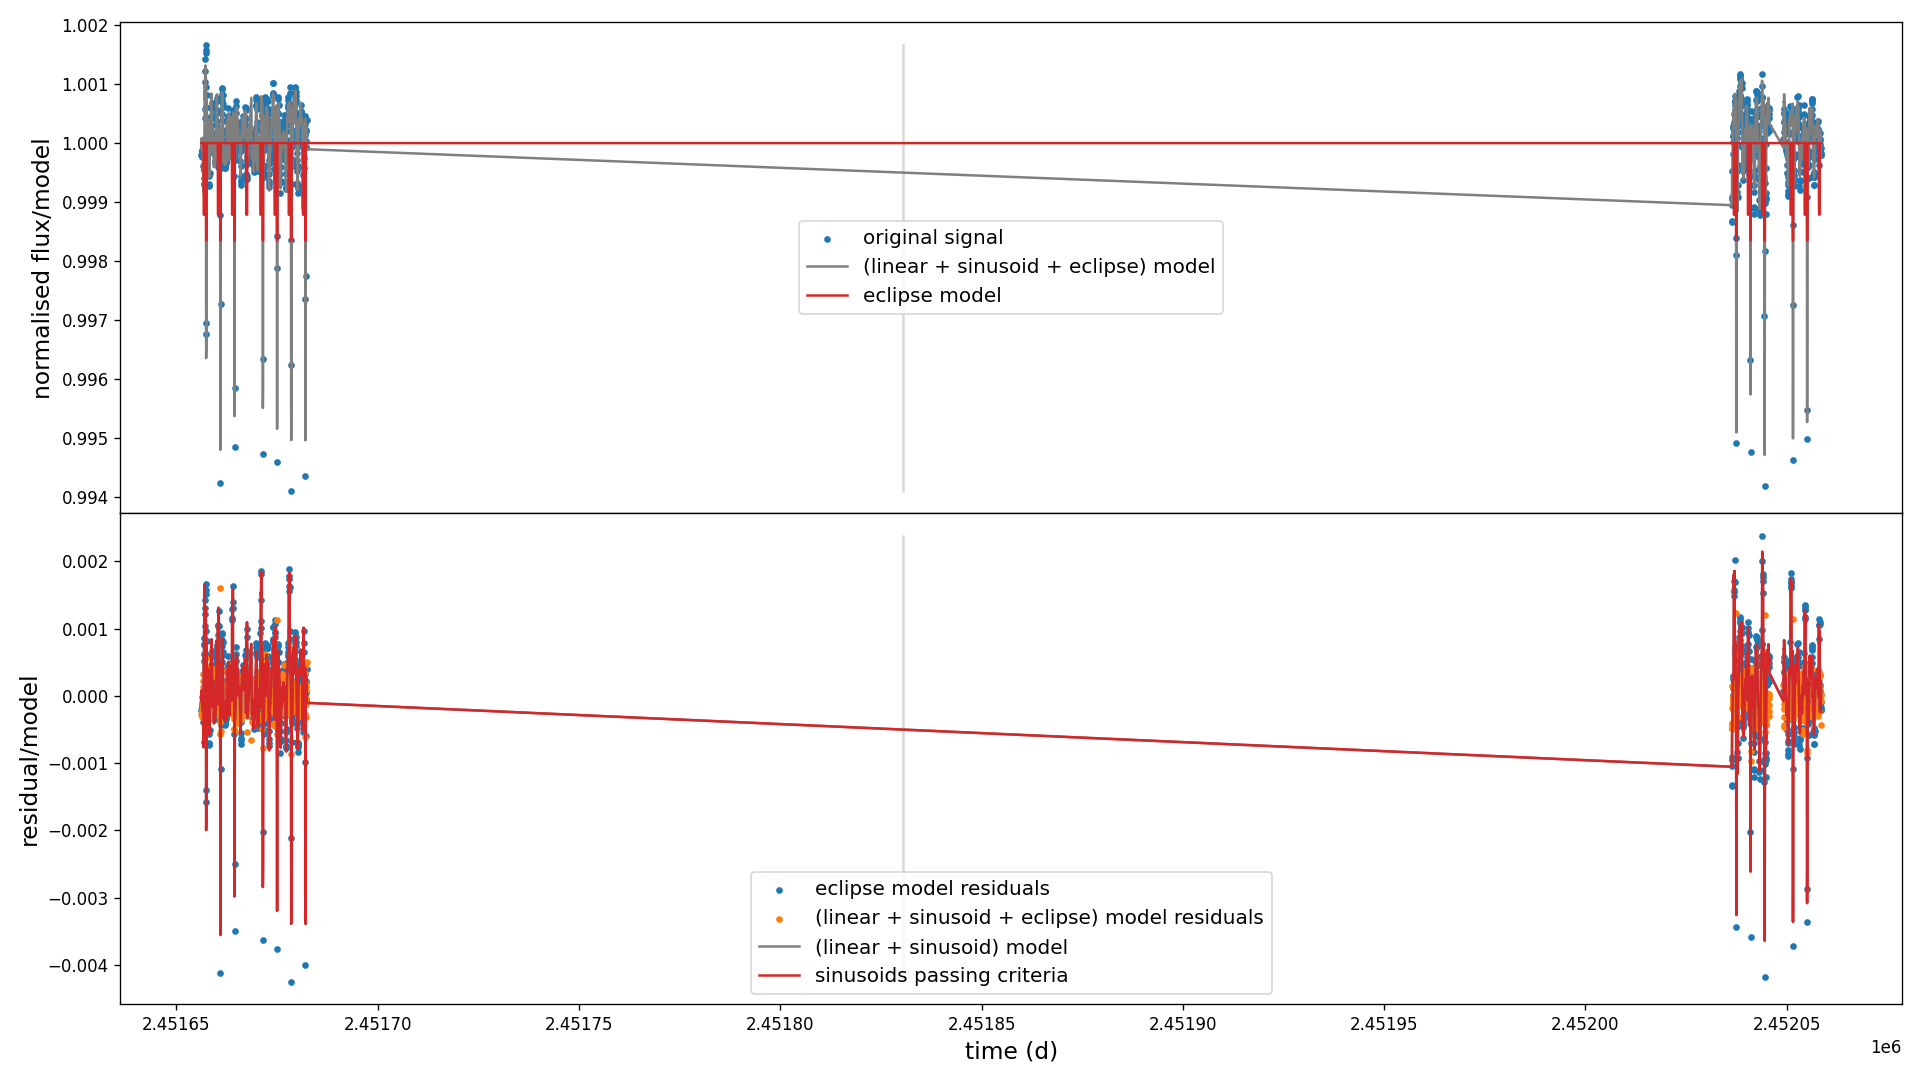 1.002
1.001
1.000
0.999
0.998
0.997
0.996
0.995
0.994
normalised flux/model
original signal
(linear + sinusoid + eclipse) model
eclipse model
0.002
0.001
0.000
−0.001
−0.002
−0.003
−0.004
residual/model
eclipse model residuals
(linear + sinusoid + eclipse) model residuals
(linear + sinusoid) model
sinusoids passing criteria
2.45165 2.45170 2.45175 2.45180 2.45185 2.45190 2.45195 2.45200 2.45205
1e6
time (d)